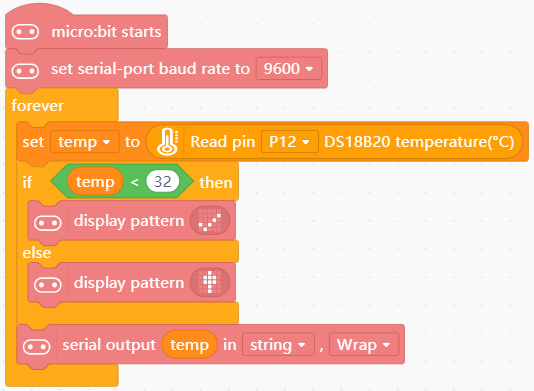 micro:bit starts
set serial-port baud rate to 9600
forever
set temp to Read pin P12 DS18B20 temperature(°C)
if temp < 32 then
display pattern
else
display pattern
serial output temp in string , Wrap